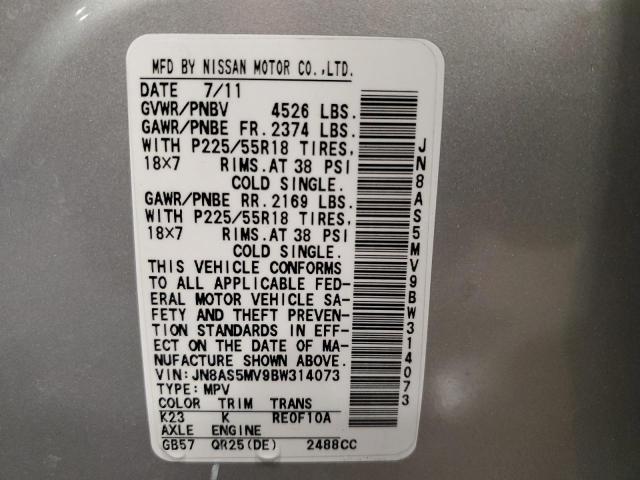 MFD BY NISSAN MOTOR CO.,LTD.
DATE 7/11
GVWR/PNBV 4526 LBS.
GAWR/PNBE FR. 2374 LBS.
WITH P225/55R18 TIRES,
18×7 RIMS.AT 38 PSI
COLD SINGLE.
GAWR/PNBE RR. 2169 LBS.
WITH P225/55R18 TIRES,
18×7 RIMS.AT 38 PSI
COLD SINGLE.
THIS VEHICLE CONFORMS
TO ALL APPLICABLE FED-
ERAL MOTOR VEHICLE SA-
FETY AND THEFT PREVEN-
TION STANDARDS IN EFF-
ECT ON THE DATE OF MA-
NUFACTURE SHOWN ABOVE.
VIN: JN8AS5MV9BW314073
TYPE: MPV
COLOR TRIM TRANS
K23 K RE0F10A
AXLE ENGINE
GB57 QR25(DE) 2488CC
JN8AS5MV9BW314073